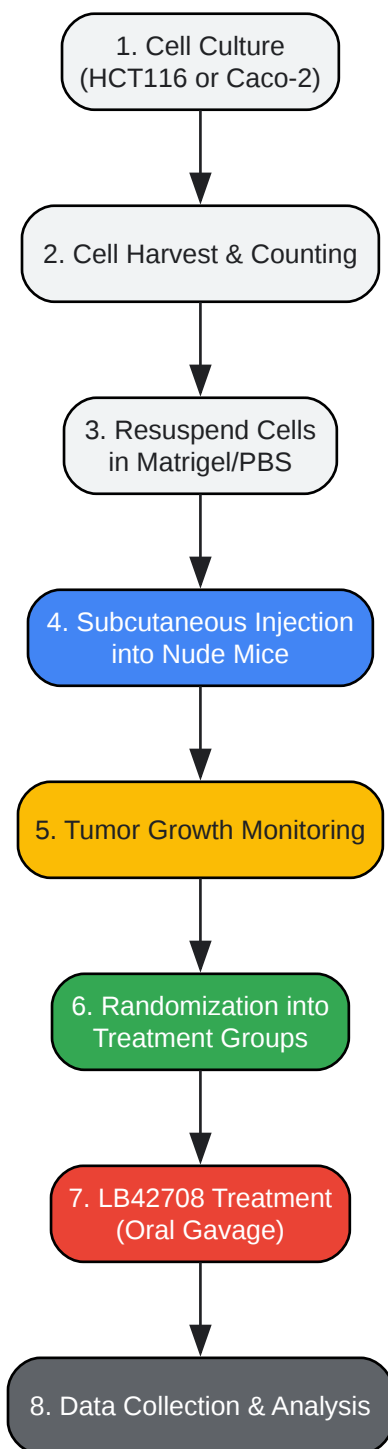 1. Cell Culture
(HCT116 or Caco-2)
2. Cell Harvest & Counting
3. Resuspend Cells
in Matrigel/PBS
4. Subcutaneous Injection
into Nude Mice
5. Tumor Growth Monitoring
6. Randomization into
Treatment Groups
7. LB42708 Treatment
(Oral Gavage)
8. Data Collection & Analysis